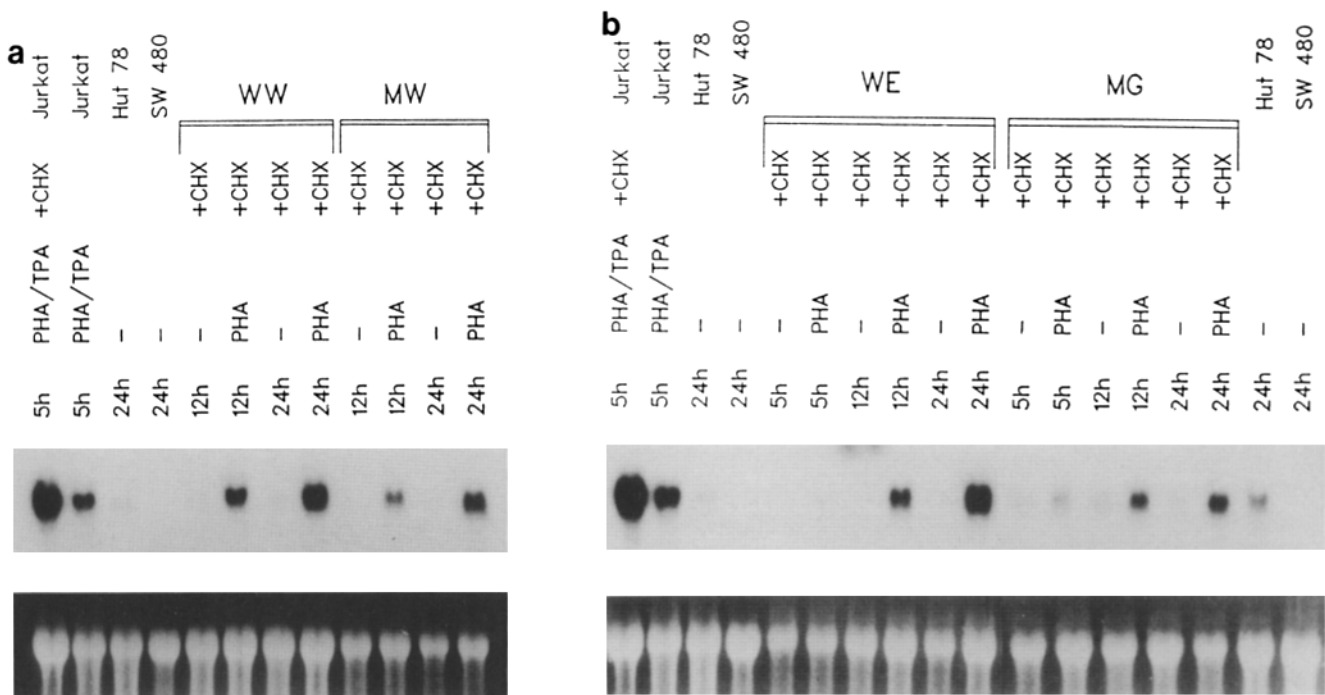 a
Jurkat
Jurkat
Hut 78
SW 480
WW
MW
+CHX
+CHX
+CHX
+CHX
+CHX
+CHX
+CHX
+CHX
+CHX
PHA/TPA
PHA/TPA
–
–
–
PHA
–
PHA
–
PHA
–
PHA
5h
5h
24h
24h
12h
12h
24h
24h
12h
12h
24h
24h
b
Jurkat
Jurkat
Hut 78
SW 480
WE
MG
Hut 78
SW 480
+CHX
+CHX
+CHX
+CHX
+CHX
+CHX
+CHX
+CHX
+CHX
+CHX
+CHX
+CHX
+CHX
PHA/TPA
PHA/TPA
–
–
–
PHA
–
PHA
–
PHA
–
PHA
–
PHA
–
PHA
–
–
5h
5h
24h
24h
5h
5h
12h
12h
24h
24h
5h
5h
12h
12h
24h
24h
24h
24h